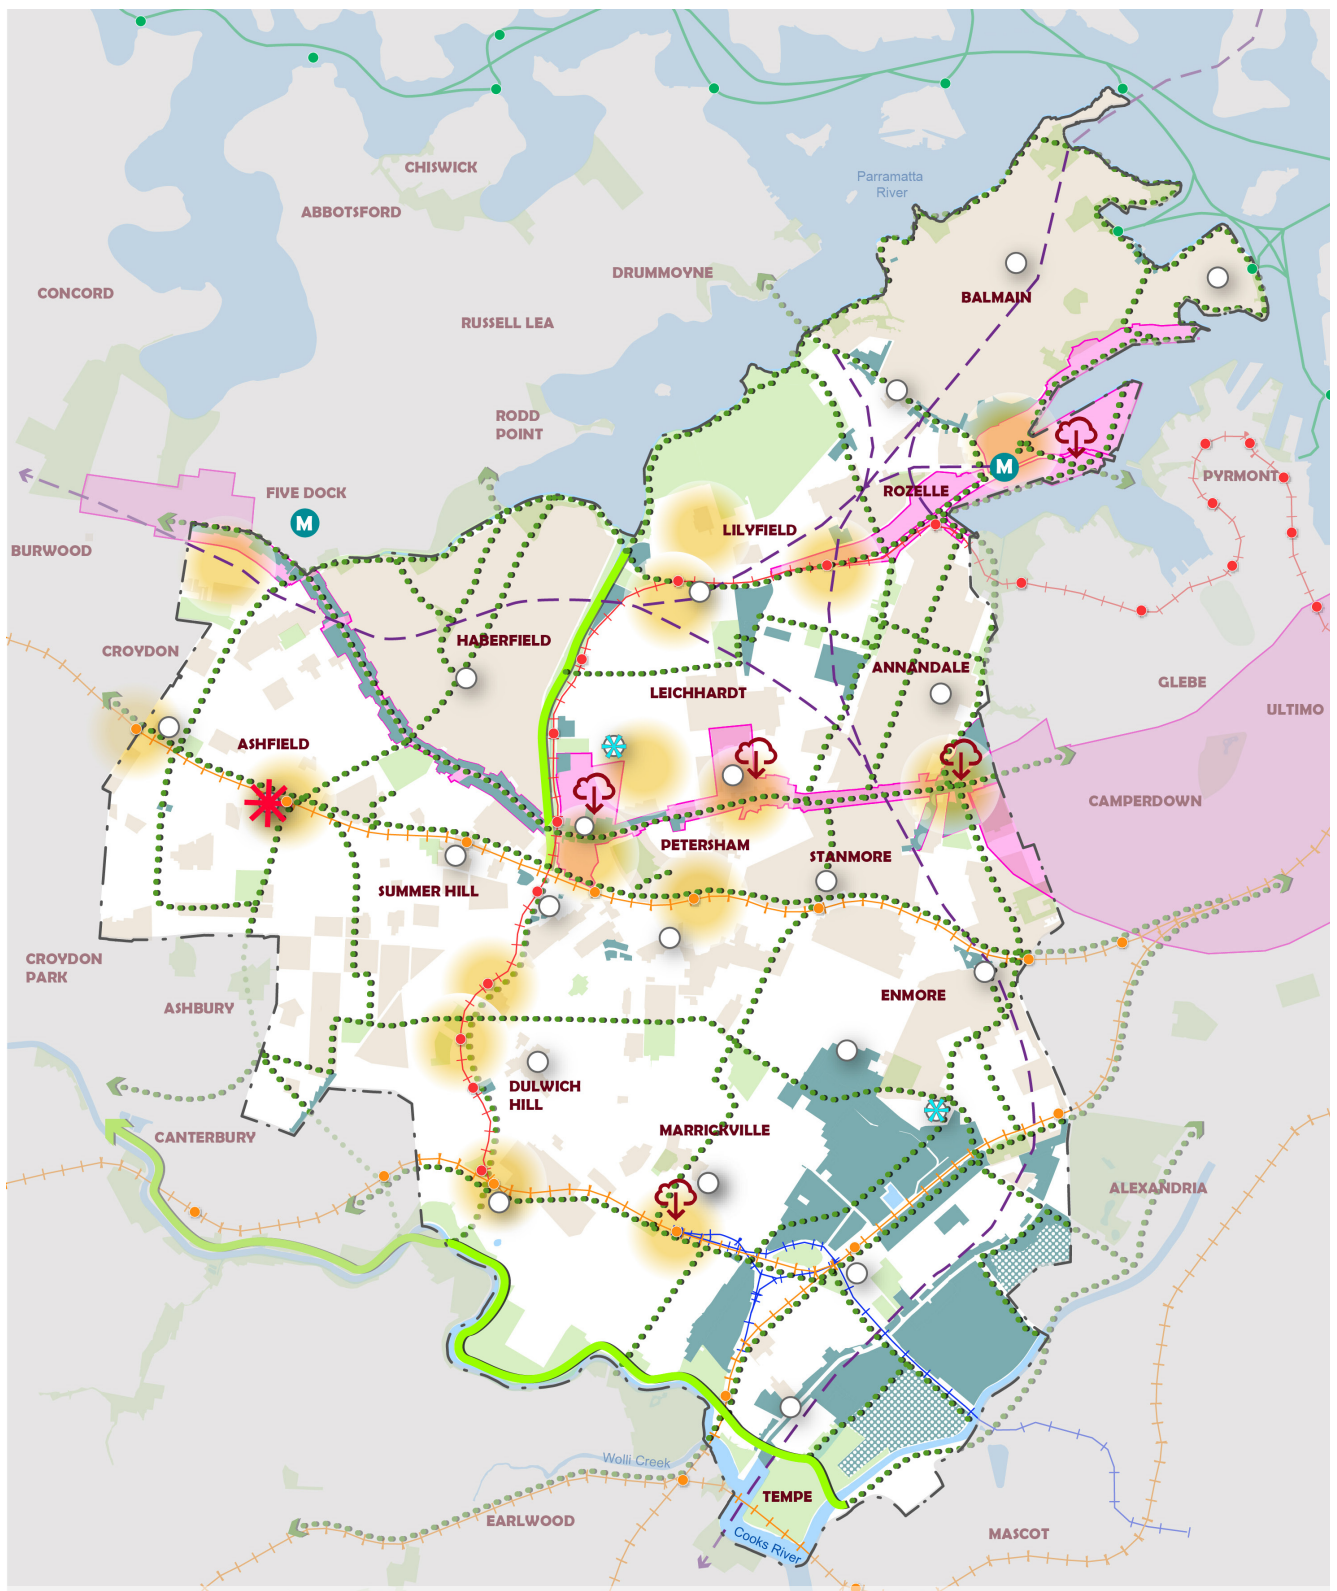 CHISWICK
Parramatta
River
ABBOTSFORD
DRUMMOYNE
CONCORD
BALMAIN
RUSSELL LEA
RODD
POINT
M
PYRMONT
FIVE DOCK
ROZELLE
M
LILYFIELD
BURWOOD
HABERFIELD
CROYDON
ANNANDALE
GLEBE
LEICHHARDT
ULTIMO
ASHFIELD
CAMPERDOWN
PETERSHAM
STANMORE
SUMMER HILL
CROYDON
PARK
ENMORE
ASHBURY
DULWICH
HILL
MARRICKVILLE
CANTERBURY
ALEXANDRIA
Wolli Creek
TEMPE
EARLWOOD
MASCOT
Cooks River